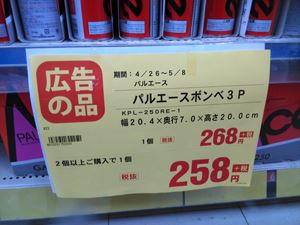 広告の品
期間:4/26~5/8
パルエース
パルエースボンベ3P
KPL-250RE-1
幅20.4×奥行7.0×高さ20.0cm
1個 税抜 268円+税
2個以上ご購入で1個
税抜 258円+税
PAL
250